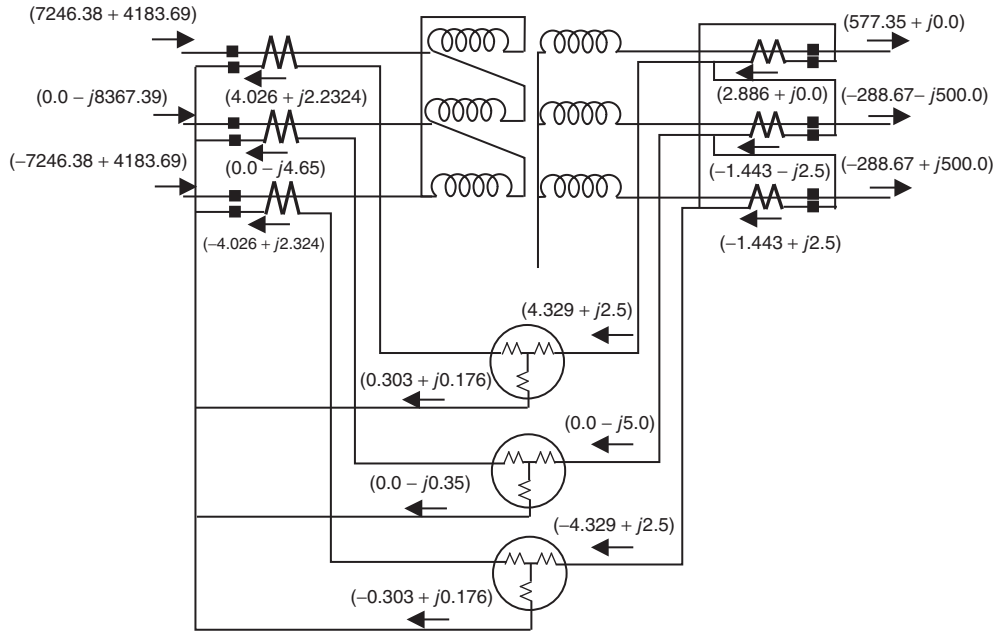 (7246.38 + 4183.69)
(577.35 + j0.0)
(4.026 + j2.2324)
(2.886 + j0.0)
(0.0 − j8367.39)
(−288.67− j500.0)
(0.0 − j4.65)
(−1.443 − j2.5)
(−7246.38 + 4183.69)
(−288.67 + j500.0)
(−4.026 + j2.324)
(−1.443 + j2.5)
(4.329 + j2.5)
(0.303 + j0.176)
(0.0 − j5.0)
(0.0 − j0.35)
(−4.329 + j2.5)
(−0.303 + j0.176)